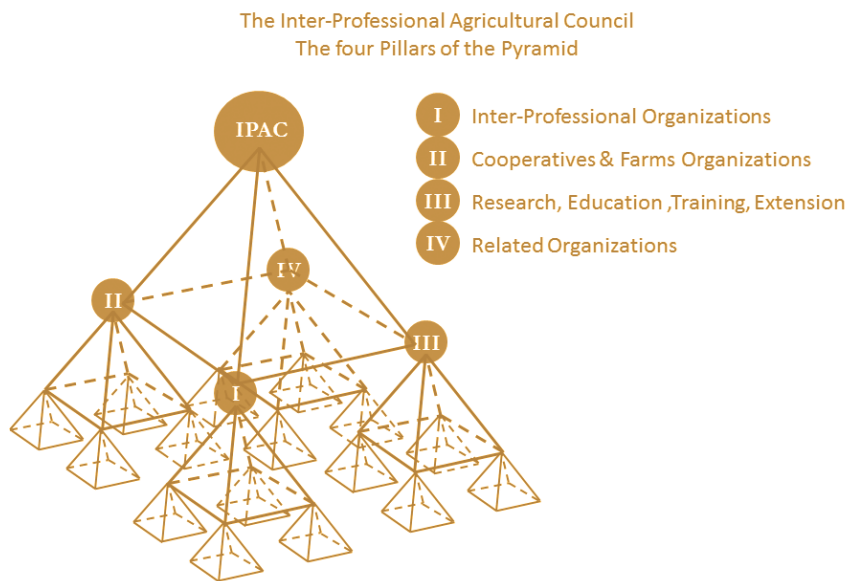 The Inter-Professional Agricultural Council
The four Pillars of the Pyramid
IPAC
I Inter-Professional Organizations
II Cooperatives & Farms Organizations
III Research, Education ,Training, Extension
IV Related Organizations
IV
II
III
I